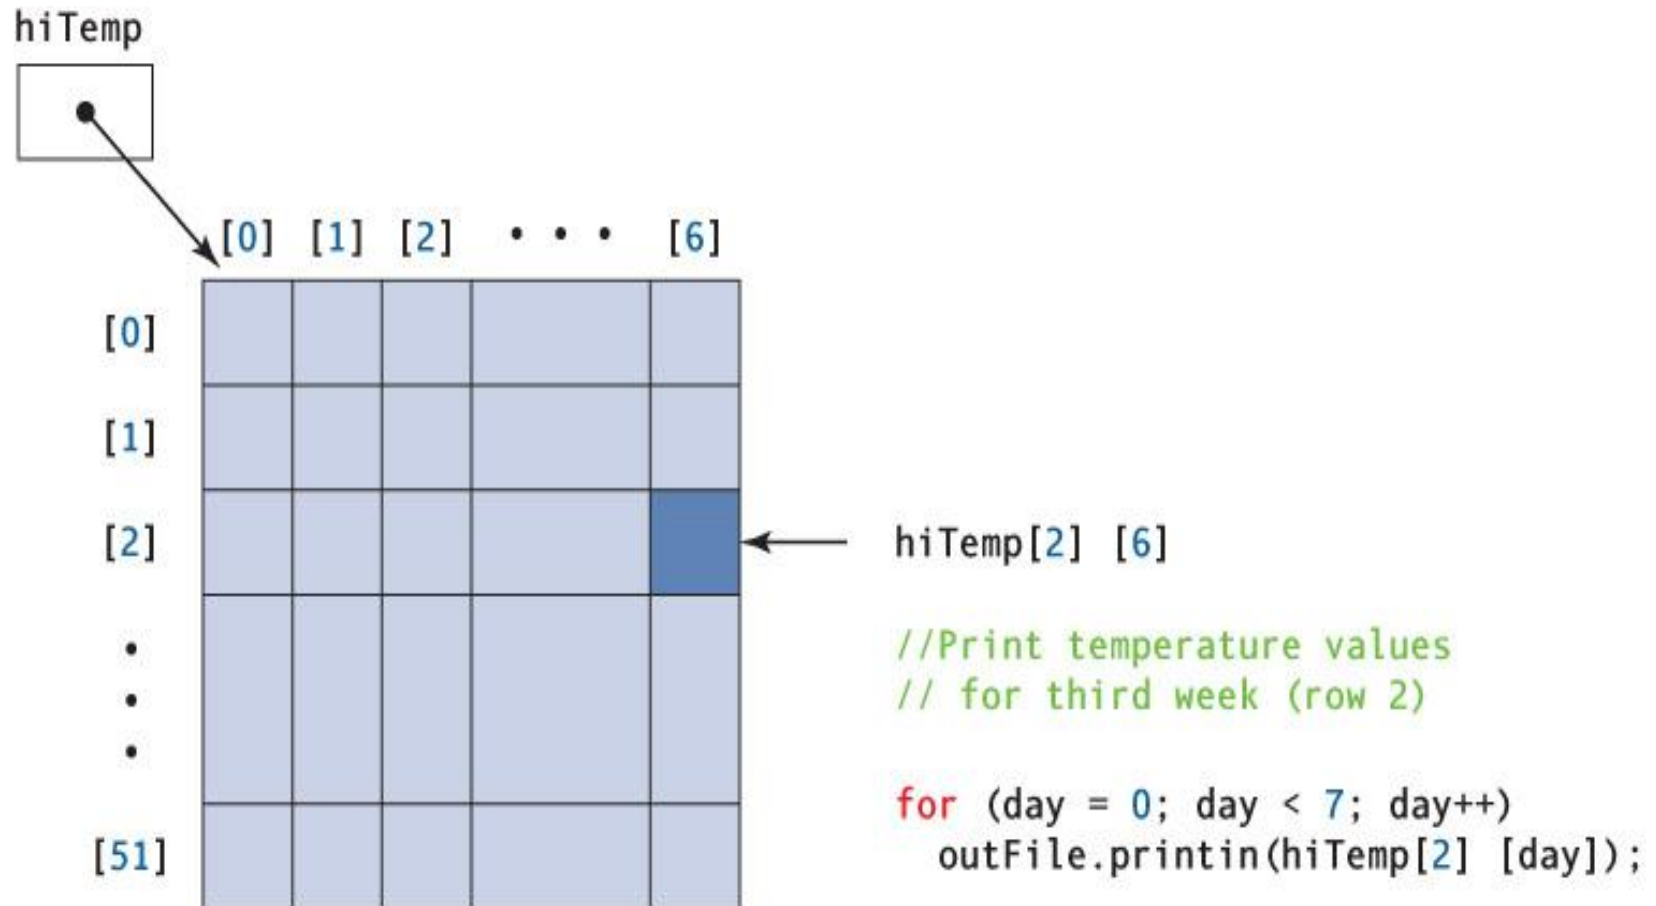 hiTemp
[0] [1] [2] • • • [6]
[0]
[1]
[2]
hiTemp[2] [6]
//Print temperature values
// for third week (row 2)
for (day = 0; day < 7; day++)
outFile.printin(hiTemp[2] [day]);
[51]